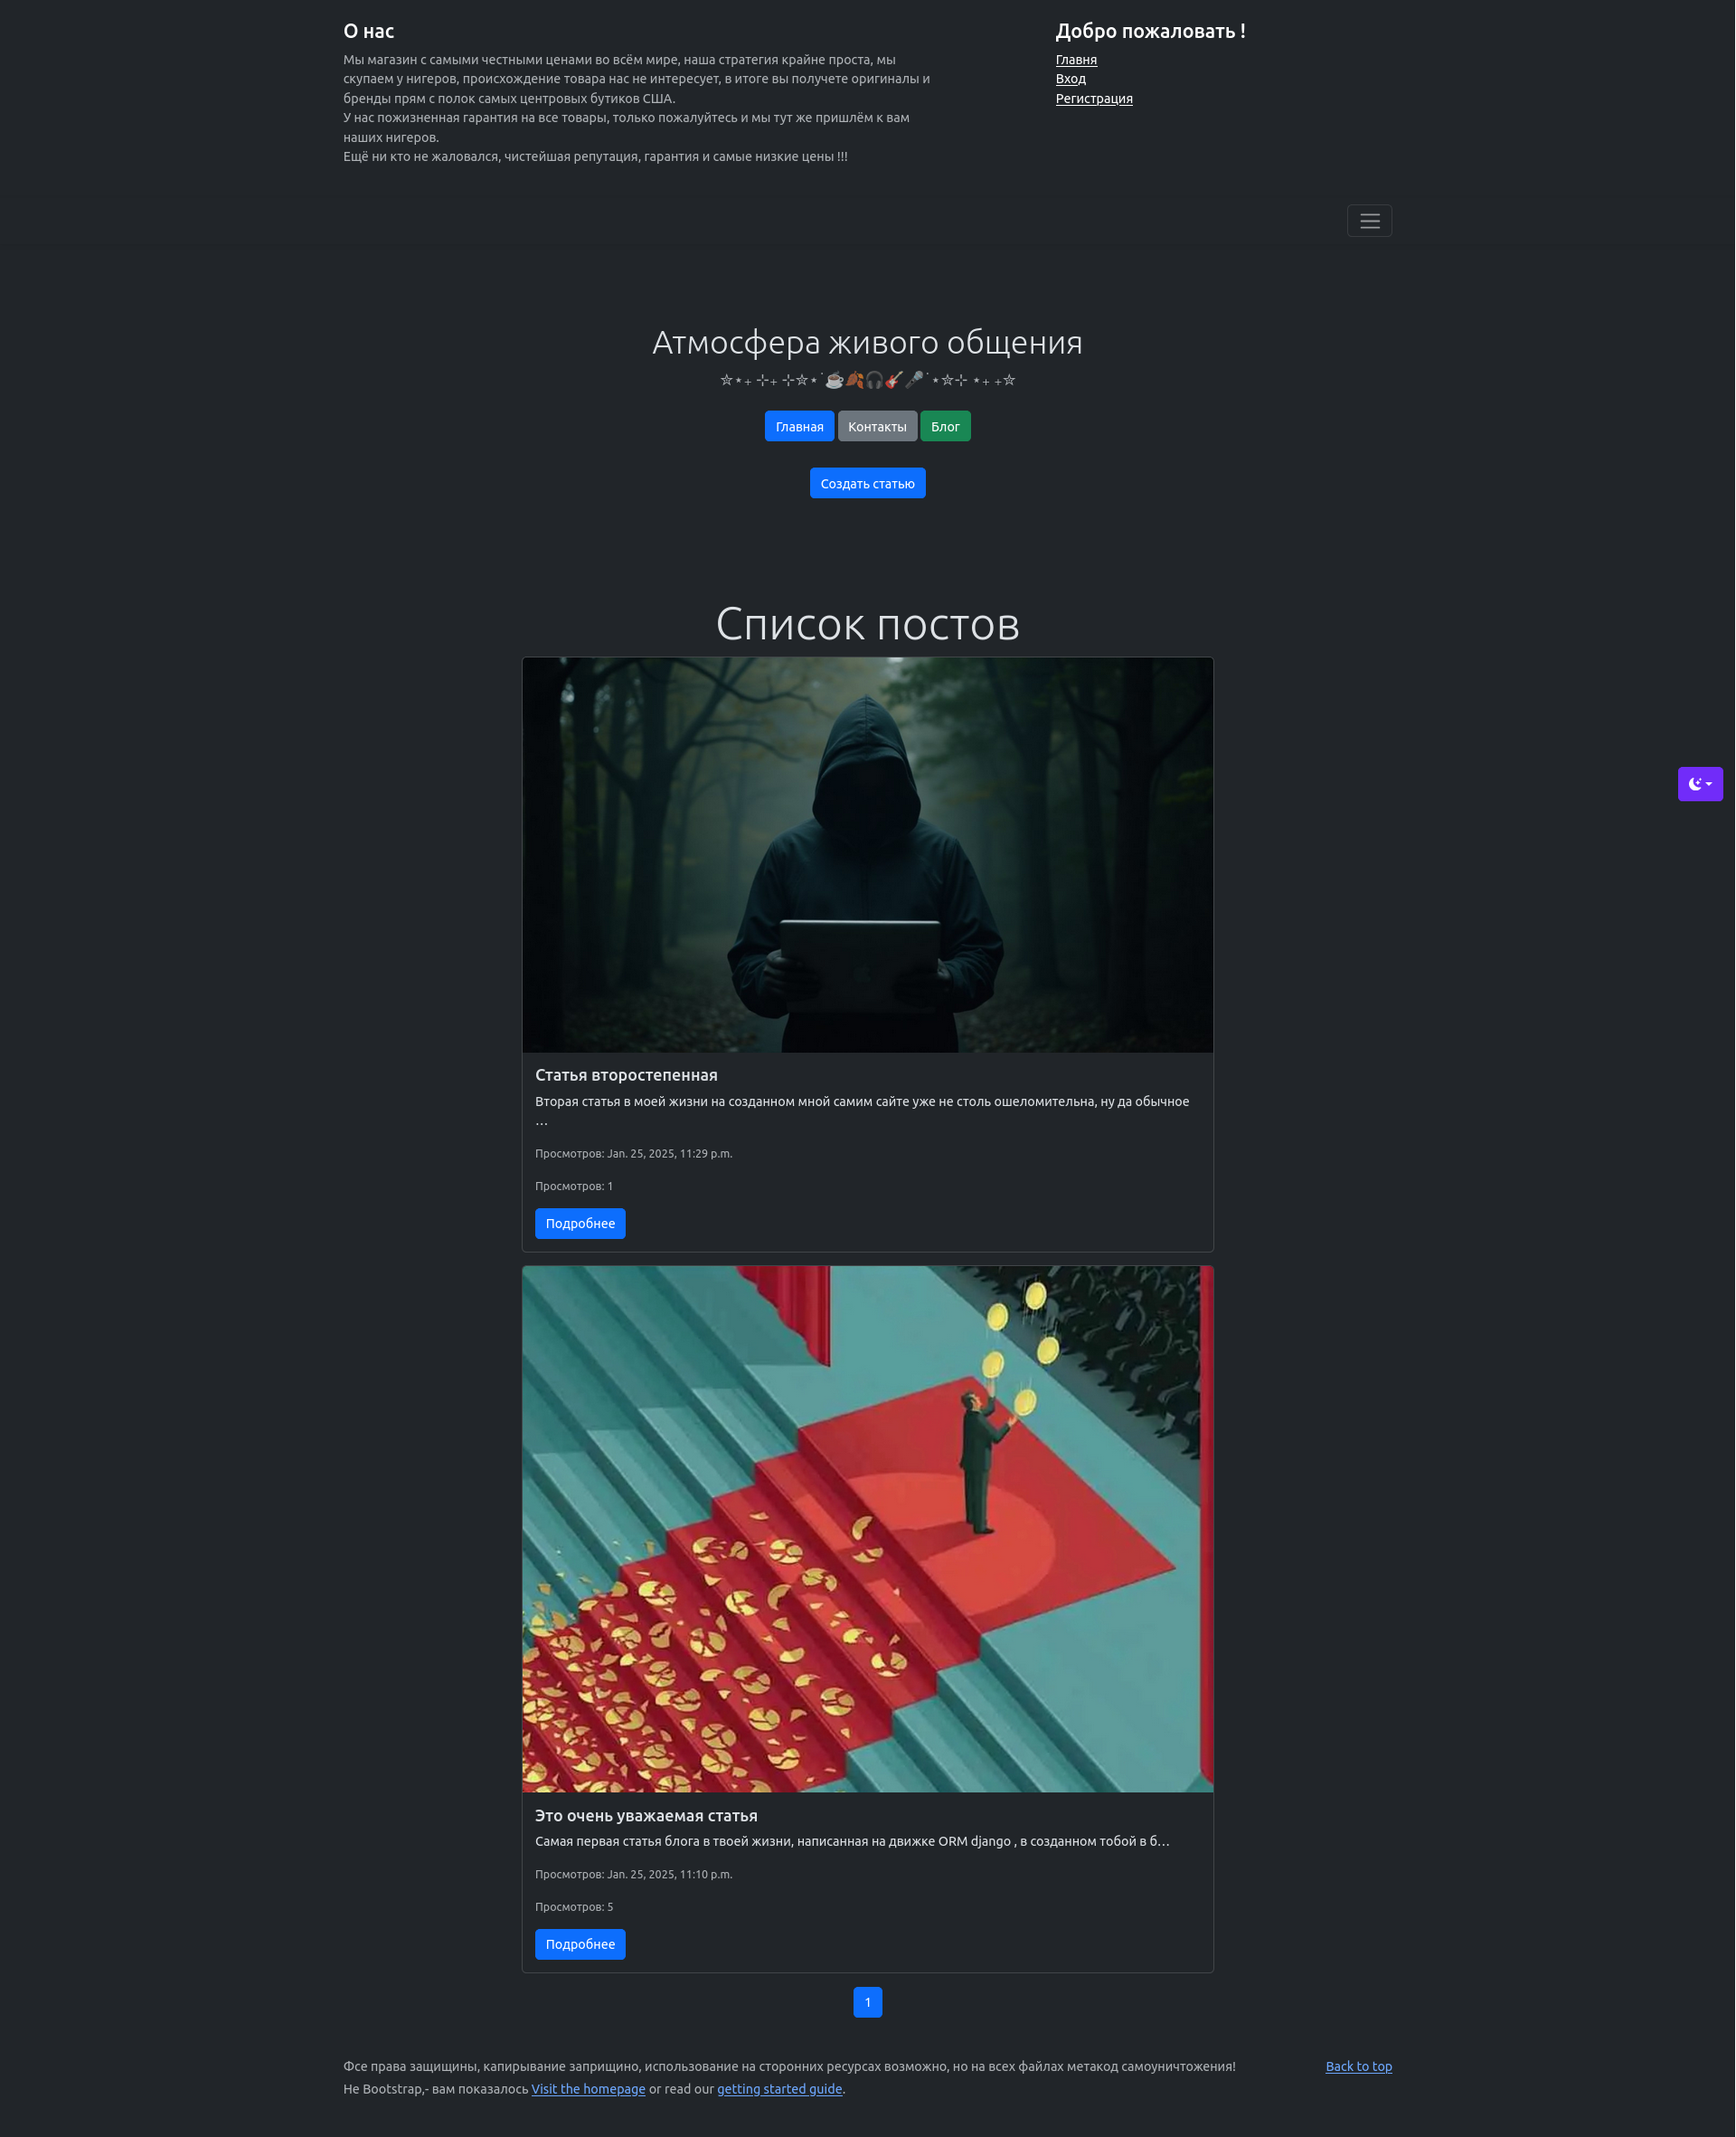 О нас
Мы магазин с самыми честными ценами во всём мире, наша стратегия крайне проста, мы
скупаем у нигеров, происхождение товара нас не интересует, в итоге вы получете оригиналы и
бренды прям с полок самых центровых бутиков США.
У нас пожизненная гарантия на все товары, только пожалуйтесь и мы тут же пришлём к вам
наших нигеров.
Ещё ни кто не жаловался, чистейшая репутация, гарантия и самые низкие цены !!!
Добро пожаловать !
Главня
Вход
Регистрация
Атмосфера живого общения
✮⋆₊ ⊹₊ ⊹✮⋆˙☕🍂🎧🎸🎤˙⋆✮⊹ ⋆₊ ₊✮
Главная Контакты Блог
Создать статью
Список постов
Статья второстепенная
Вторая статья в моей жизни на созданном мной самим сайте уже не столь ошеломительна, ну да обычное
…
Просмотров: Jan. 25, 2025, 11:29 p.m.
Просмотров: 1
Подробнее
Это очень уважаемая статья
Самая первая статья блога в твоей жизни, написанная на движке ORM django , в созданном тобой в б…
Просмотров: Jan. 25, 2025, 11:10 p.m.
Просмотров: 5
Подробнее
1
Фсе права защищины, капирывание заприщино, использование на сторонних ресурсах возможно, но на всех файлах метакод самоуничтожения! Back to top
Не Bootstrap,- вам показалось Visit the homepage or read our getting started guide.